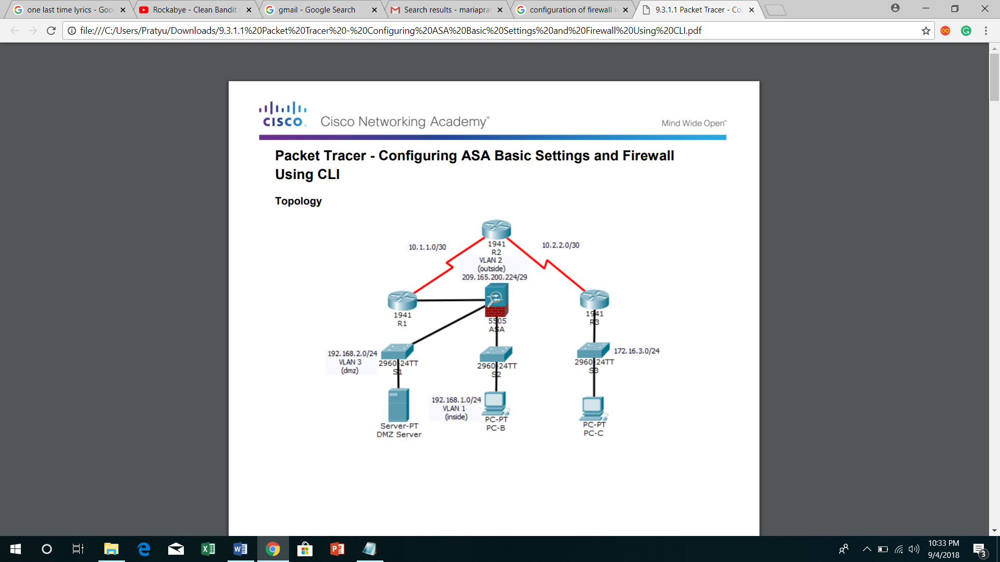 one last time lyrics - Goo
Rockabye - Clean Bandit
gmail - Google Search
Search results - mariapra
configuration of firewall i
9.3.1.1 Packet Tracer - Co
file:///C:/Users/Pratyu/Downloads/9.3.1.1%20Packet%20Tracer%20-%20Configuring%20ASA%20Basic%20Settings%20and%20Firewall%20Using%20CLI.pdf
CISCO
Cisco Networking Academy®
Mind Wide Open™
Packet Tracer - Configuring ASA Basic Settings and Firewall
Using CLI
Topology
10.1.1.0/30
1941
R2
10.2.2.0/30
VLAN 2
(outside)
209.165.200.224/29
1941
R1
5505
ASA
1941
R3
192.168.2.0/24
VLAN 3
(dmz)
2960-24TT
S1
2960-24TT
S2
2960-24TT
S3
172.16.3.0/24
192.168.1.0/24
VLAN 1
(inside)
Server-PT
DMZ Server
PC-PT
PC-B
PC-PT
PC-C
10:33 PM
9/4/2018
3